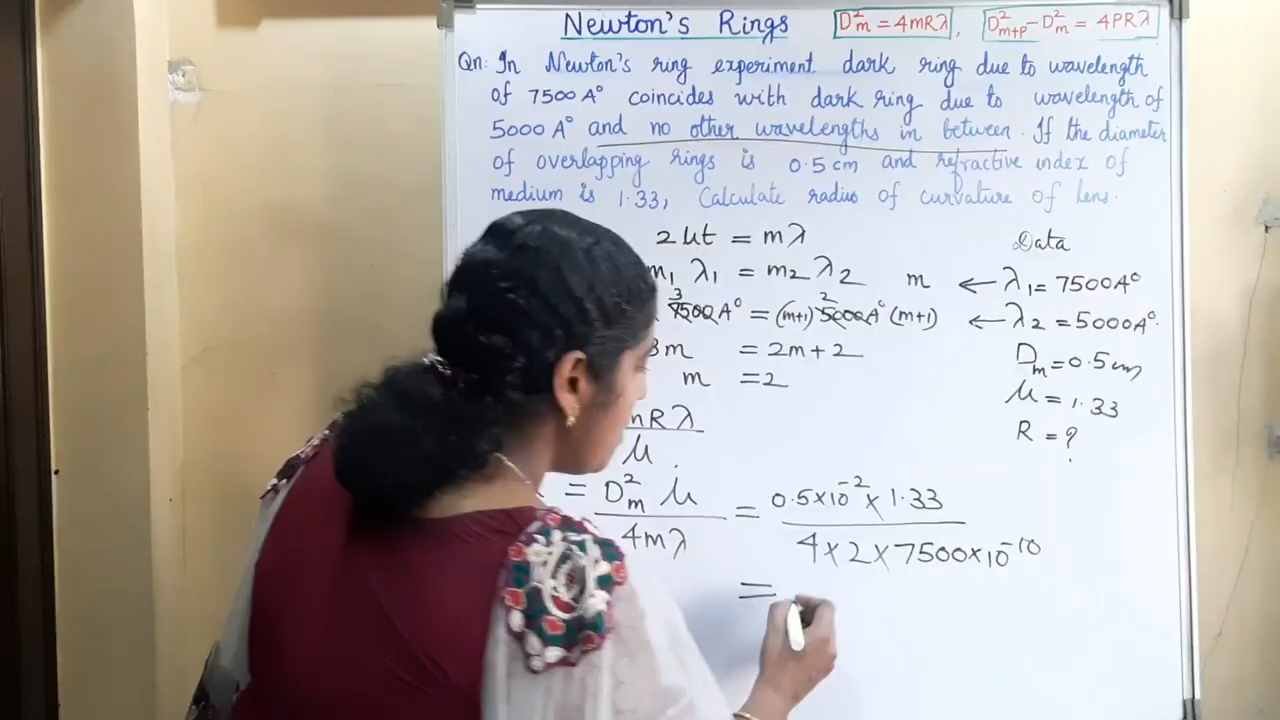 Newton's Rings D²m = 4mRλ, D²m+p - D²m = 4PRλ
Qn: In Newton's ring experiment dark ring due to wavelength
of 7500 A° coincides with dark ring due to wavelength of
5000 A° and no other wavelengths in between. If the diameter
of overlapping rings is 0.5 cm and refractive index of
medium is 1.33, Calculate radius of curvature of lens.
2μt = mλ
m₁ λ₁ = m₂ λ₂ m
3 7500A° = (m+1) 2 5000A° (m+1)
3m = 2m + 2
m = 2
mRλ
μ
= D²m μ / 4mλ = 0.5×10⁻² × 1.33 / 4 × 2 × 7500×10⁻¹⁰
=
Data
← λ₁ = 7500A°
← λ₂ = 5000A°.
Dm = 0.5cm
μ = 1.33
R = ?